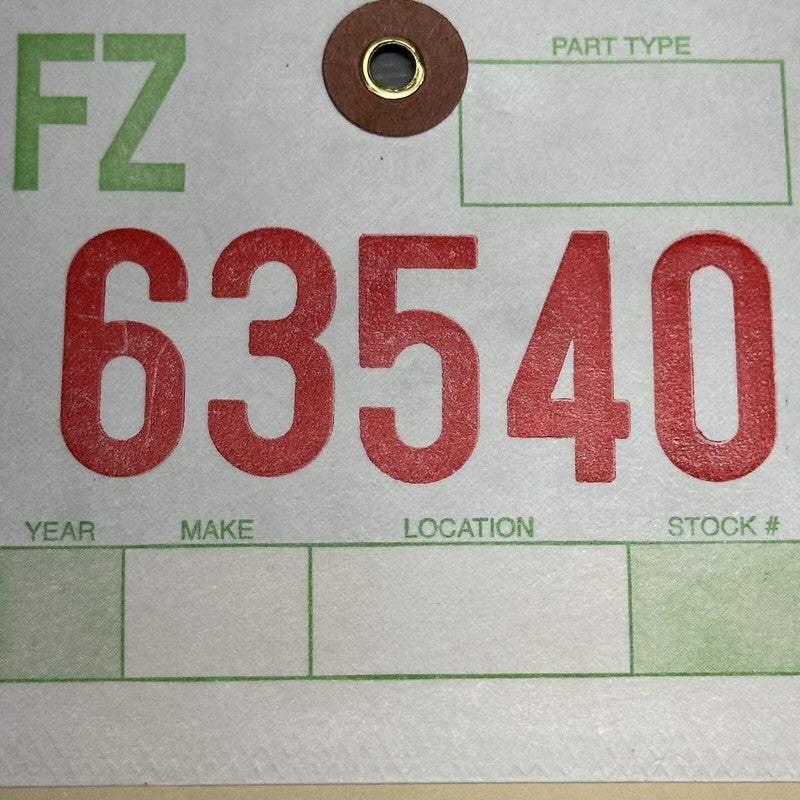 FZ
PART TYPE
63540
YEAR MAKE LOCATION STOCK #